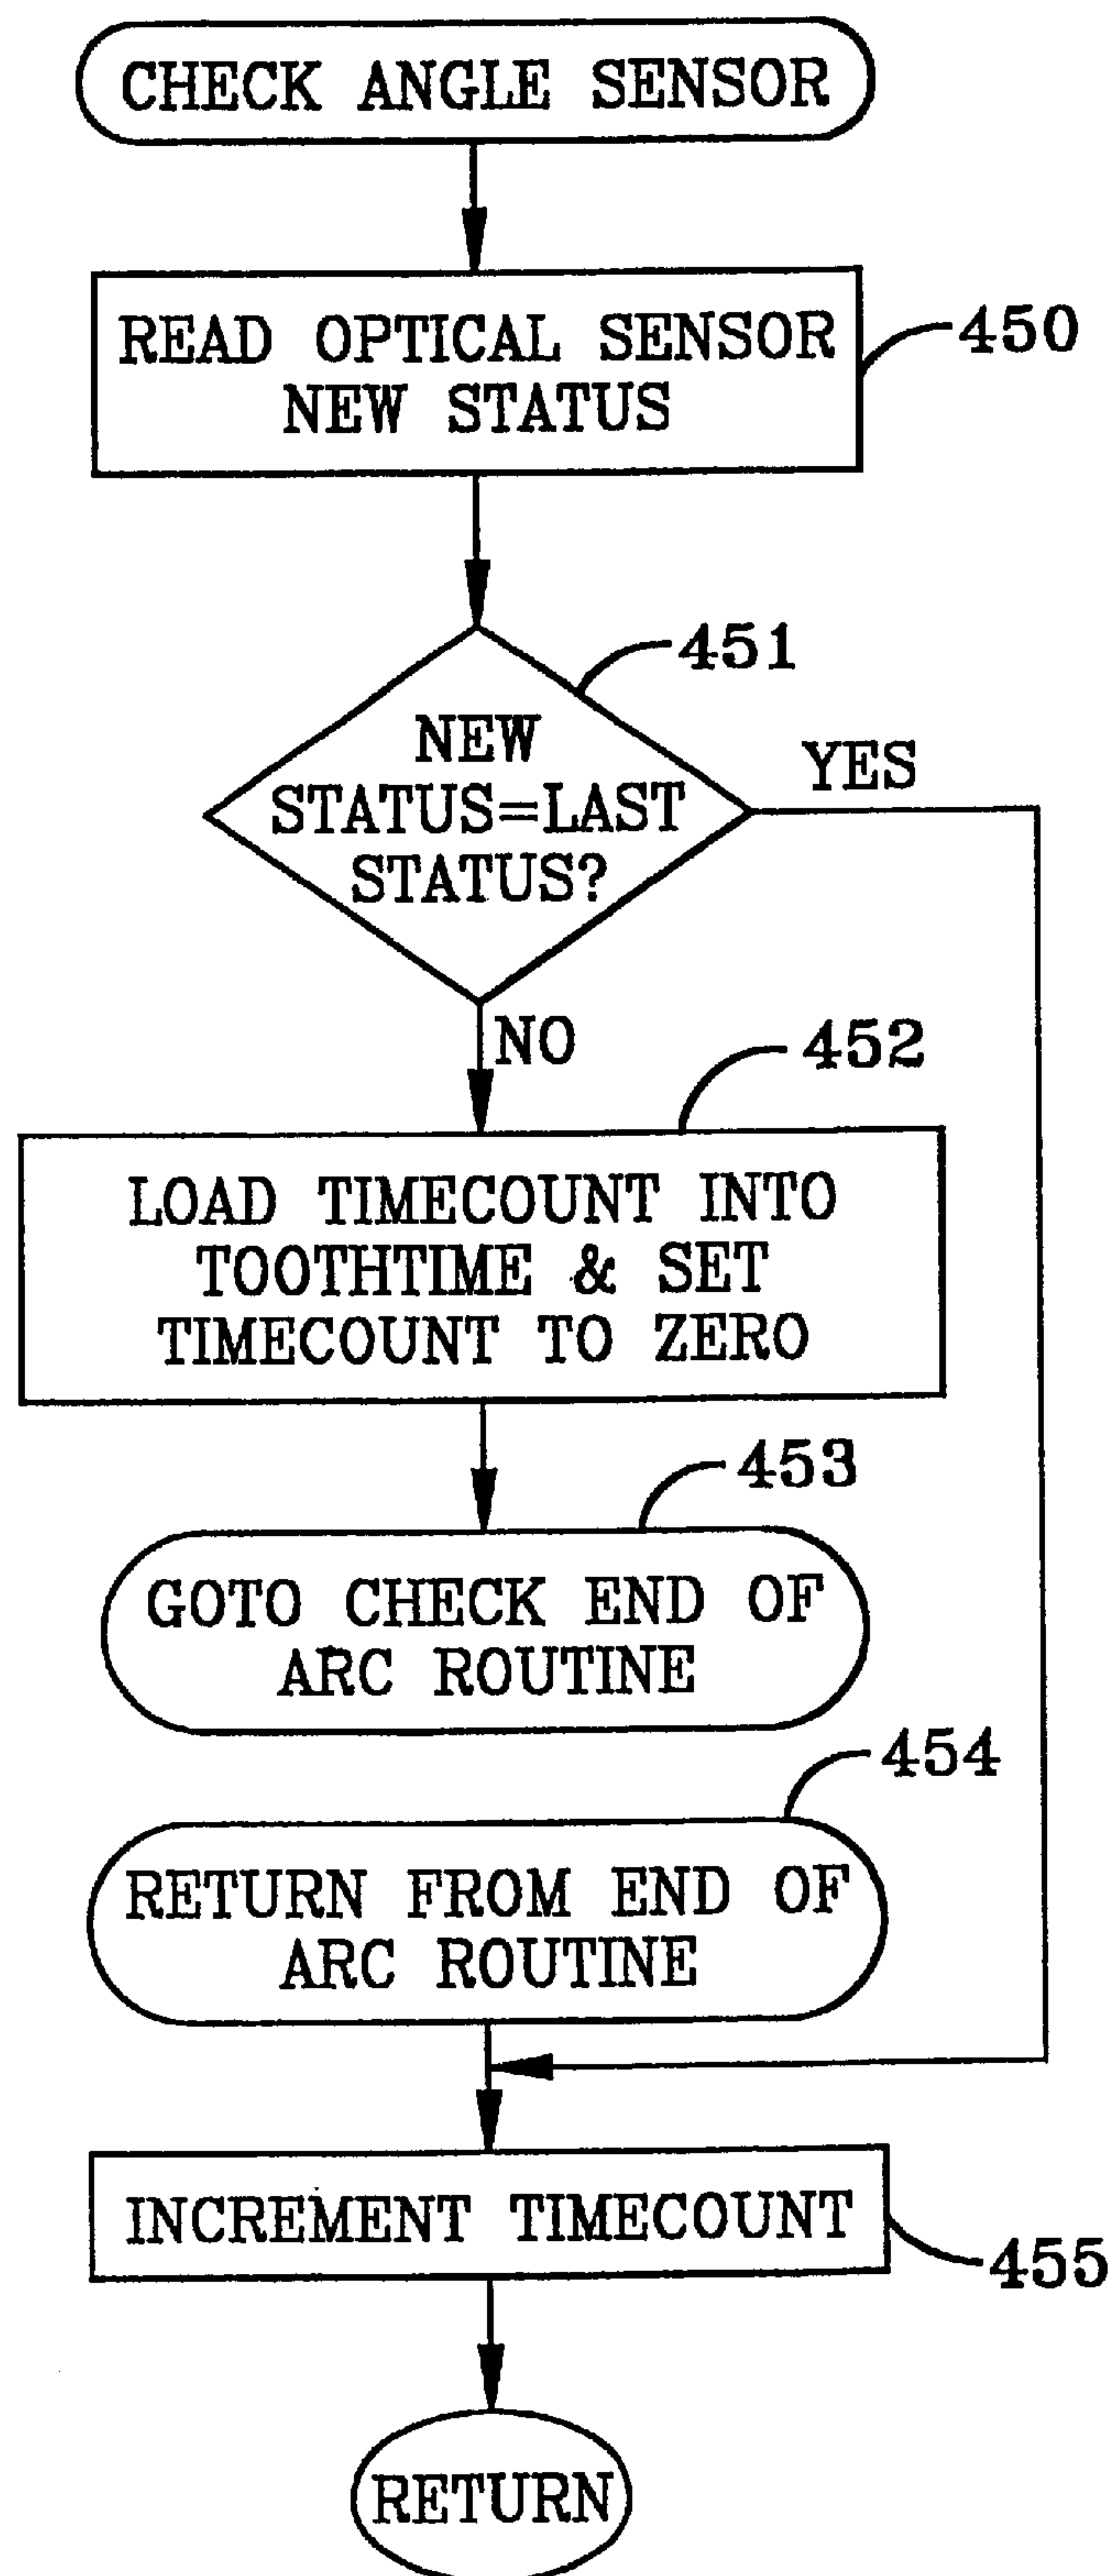 CHECK ANGLE SENSOR
READ OPTICAL SENSOR
NEW STATUS
450
451
NEW
STATUS=LAST
STATUS?
YES
NO
452
LOAD TIMECOUNT INTO
TOOTHTIME & SET
TIMECOUNT TO ZERO
453
GOTO CHECK END OF
ARC ROUTINE
454
RETURN FROM END OF
ARC ROUTINE
INCREMENT TIMECOUNT
455
RETURN